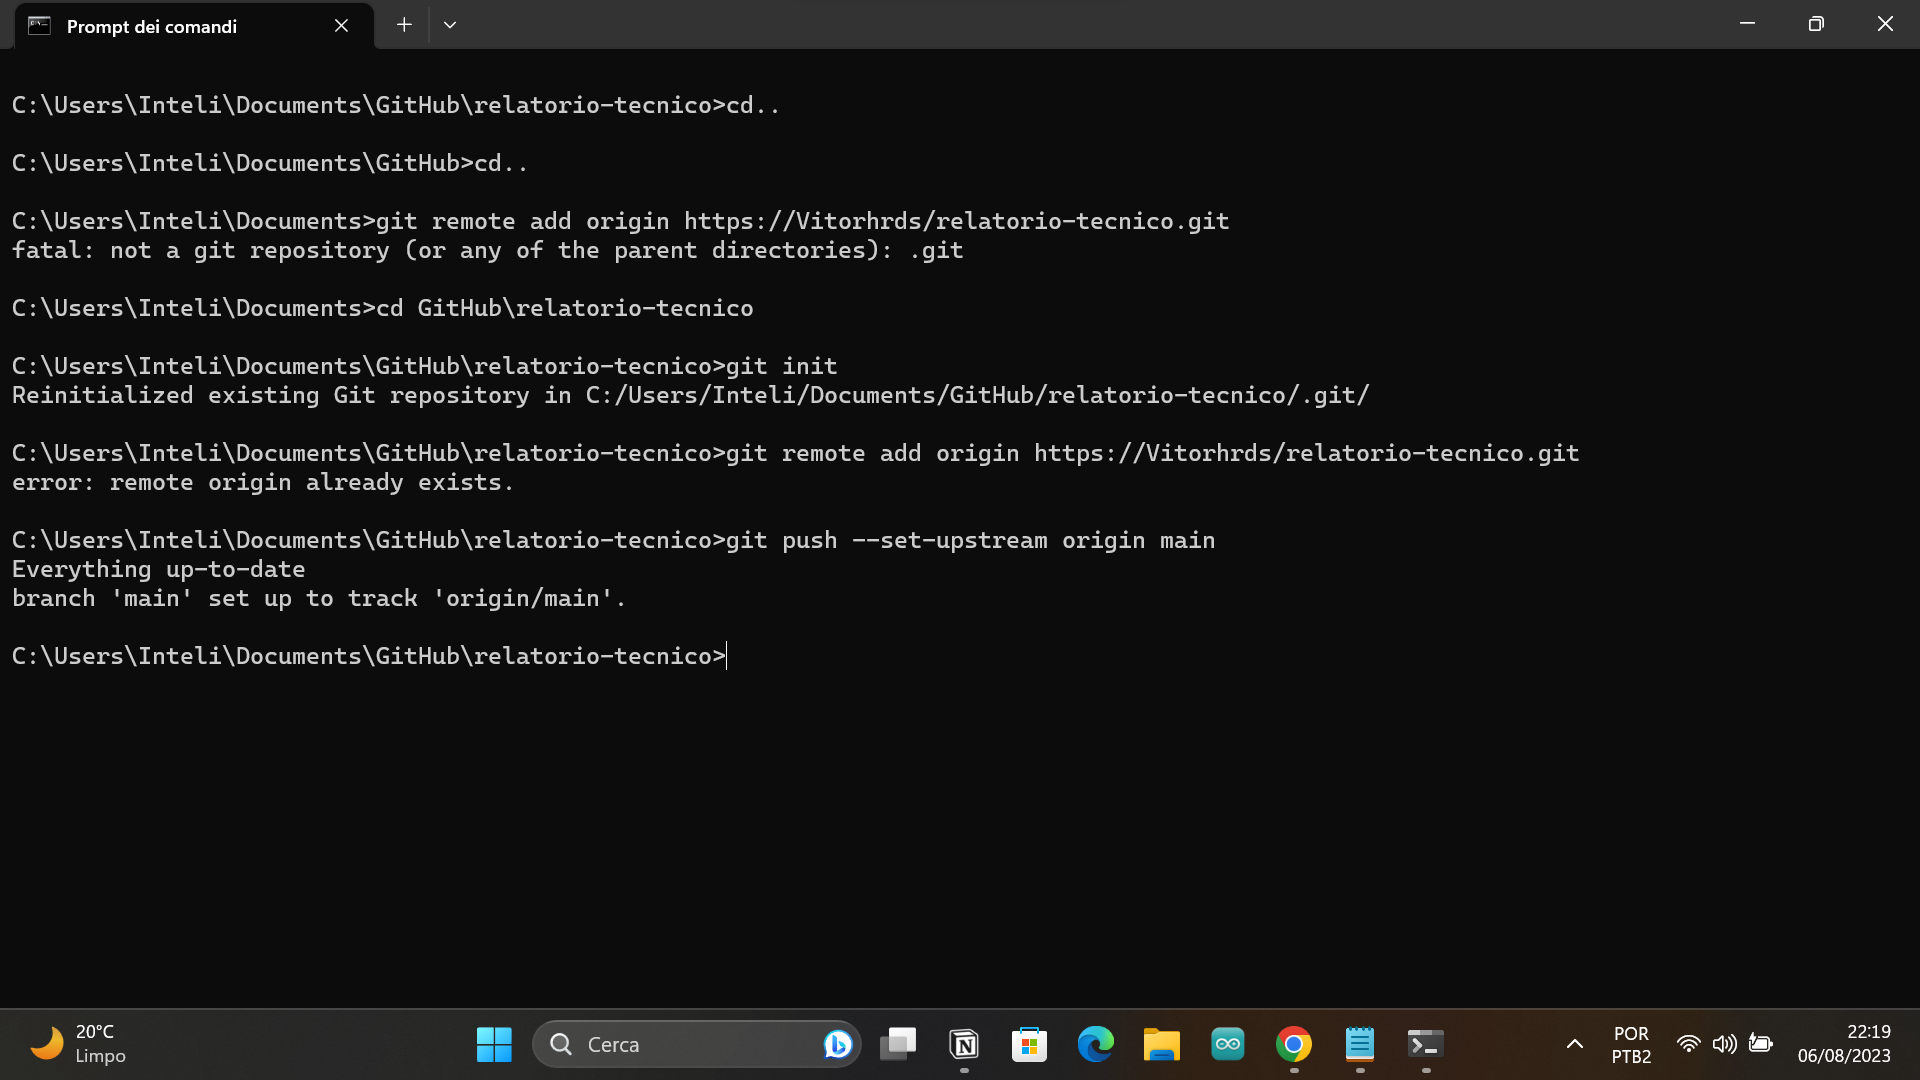 Prompt dei comandi
C:\Users\Inteli\Documents\GitHub\relatorio-tecnico>cd..
C:\Users\Inteli\Documents\GitHub>cd..
C:\Users\Inteli\Documents>git remote add origin https://Vitorhrds/relatorio-tecnico.git
fatal: not a git repository (or any of the parent directories): .git
C:\Users\Inteli\Documents>cd GitHub\relatorio-tecnico
C:\Users\Inteli\Documents\GitHub\relatorio-tecnico>git init
Reinitialized existing Git repository in C:/Users/Inteli/Documents/GitHub/relatorio-tecnico/.git/
C:\Users\Inteli\Documents\GitHub\relatorio-tecnico>git remote add origin https://Vitorhrds/relatorio-tecnico.git
error: remote origin already exists.
C:\Users\Inteli\Documents\GitHub\relatorio-tecnico>git push --set-upstream origin main
Everything up-to-date
branch 'main' set up to track 'origin/main'.
C:\Users\Inteli\Documents\GitHub\relatorio-tecnico>
20°C
Limpo
Cerca
POR
PTB2
22:19
06/08/2023